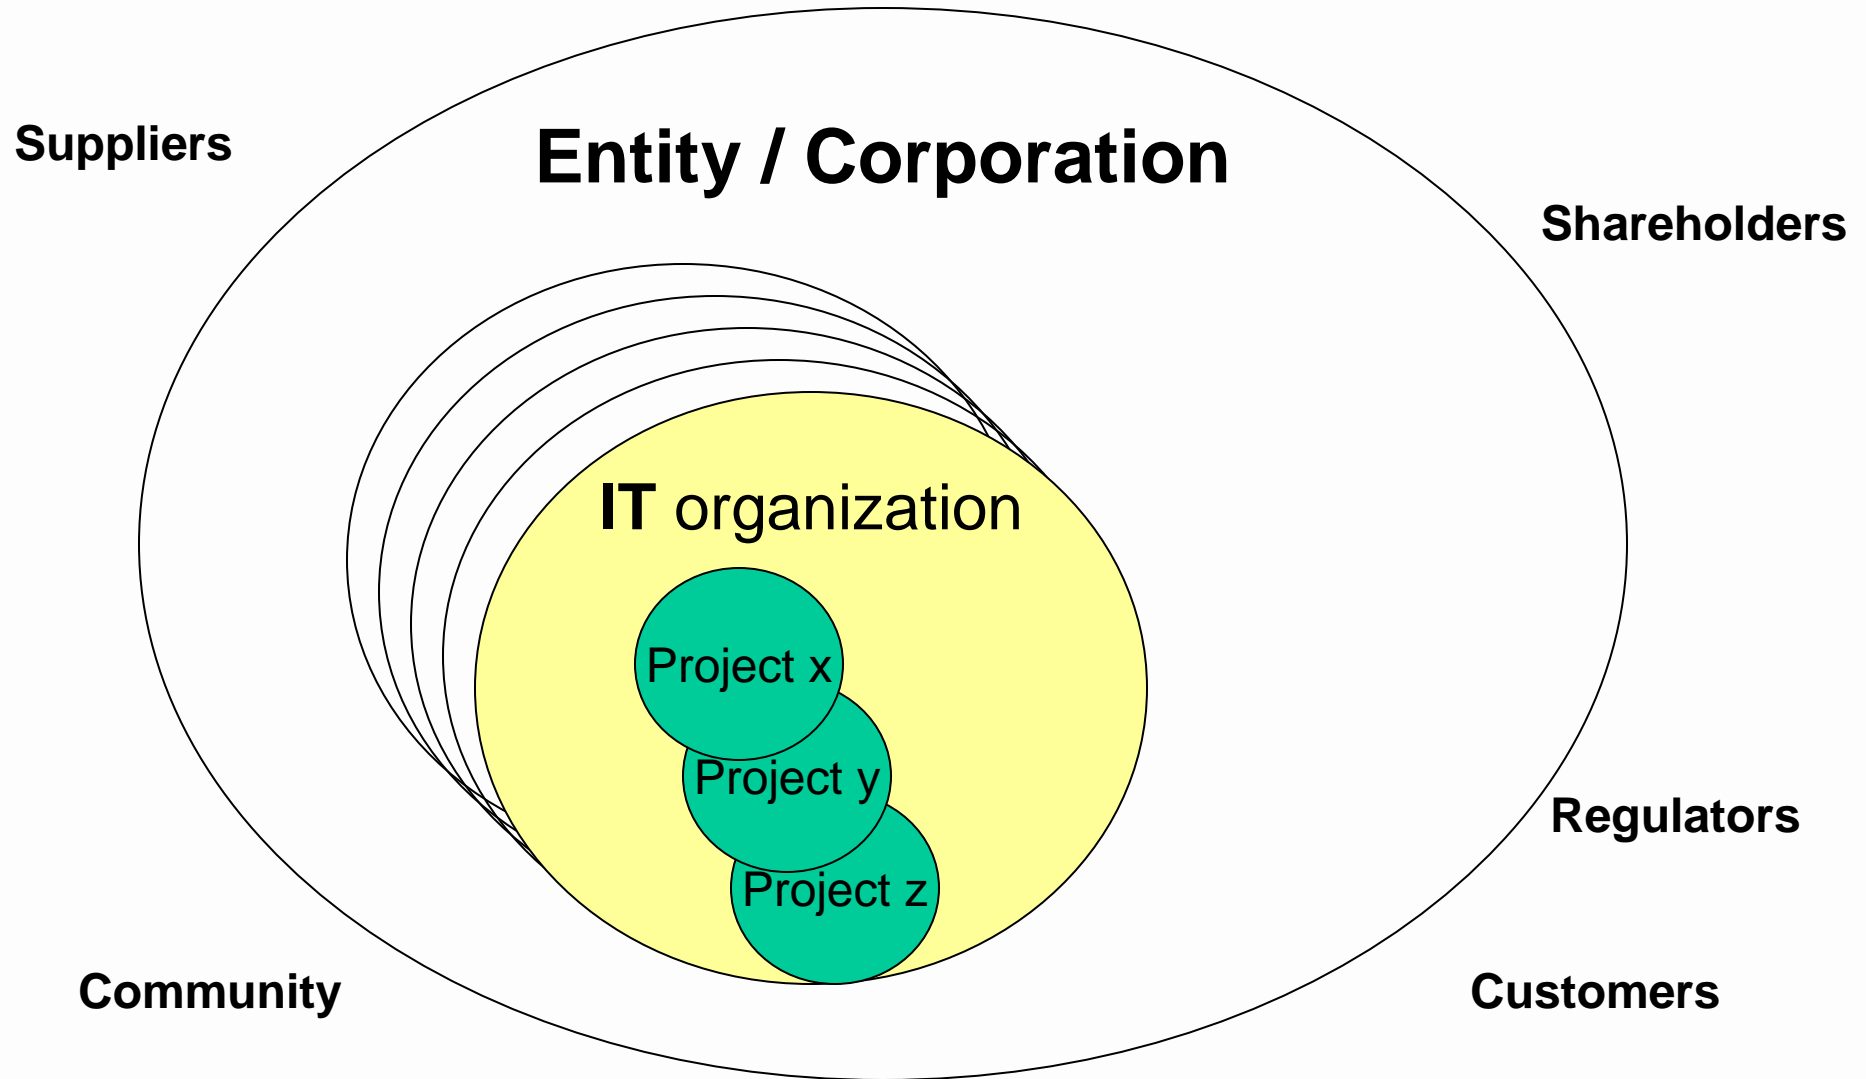 Suppliers
Entity / Corporation
Shareholders
IT organization
Project x
Project y
Project z
Regulators
Community
Customers